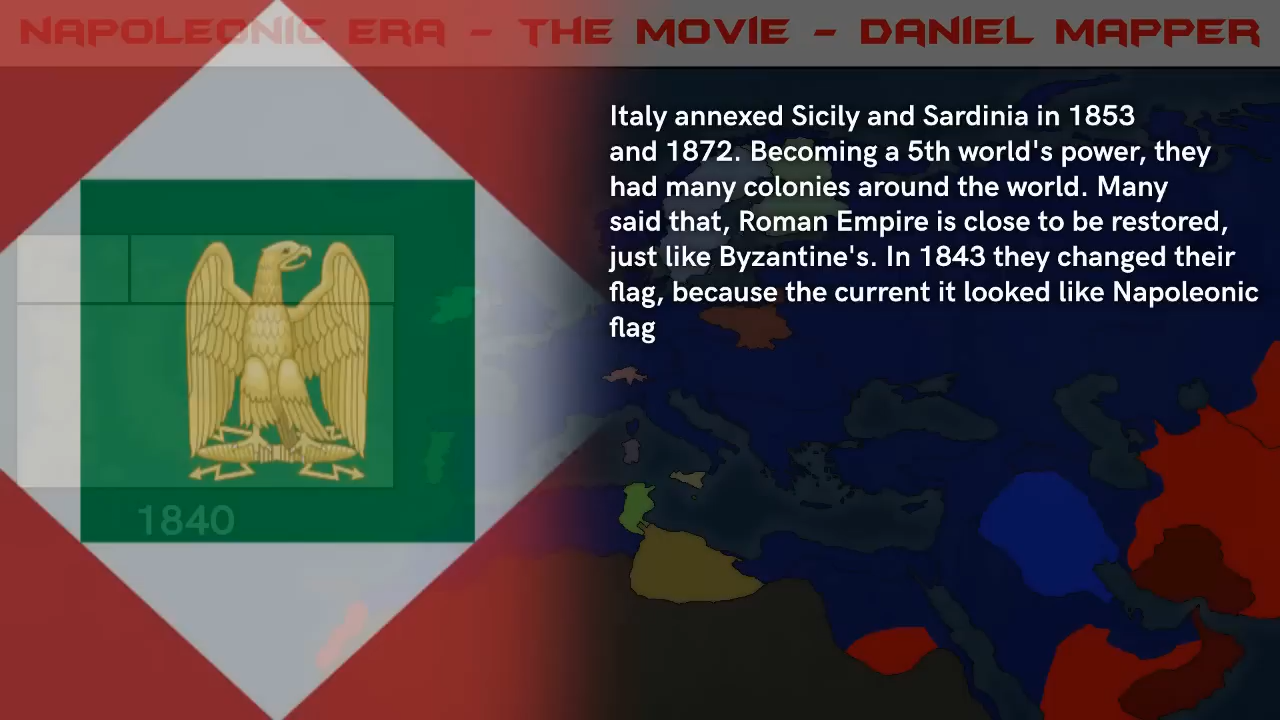 NAPOLEONIC ERA - THE MOVIE - DANIEL MAPPER
Italy annexed Sicily and Sardinia in 1853
and 1872. Becoming a 5th world's power, they
had many colonies around the world. Many
said that, Roman Empire is close to be restored,
just like Byzantine's. In 1843 they changed their
flag, because the current it looked like Napoleonic
flag
1840